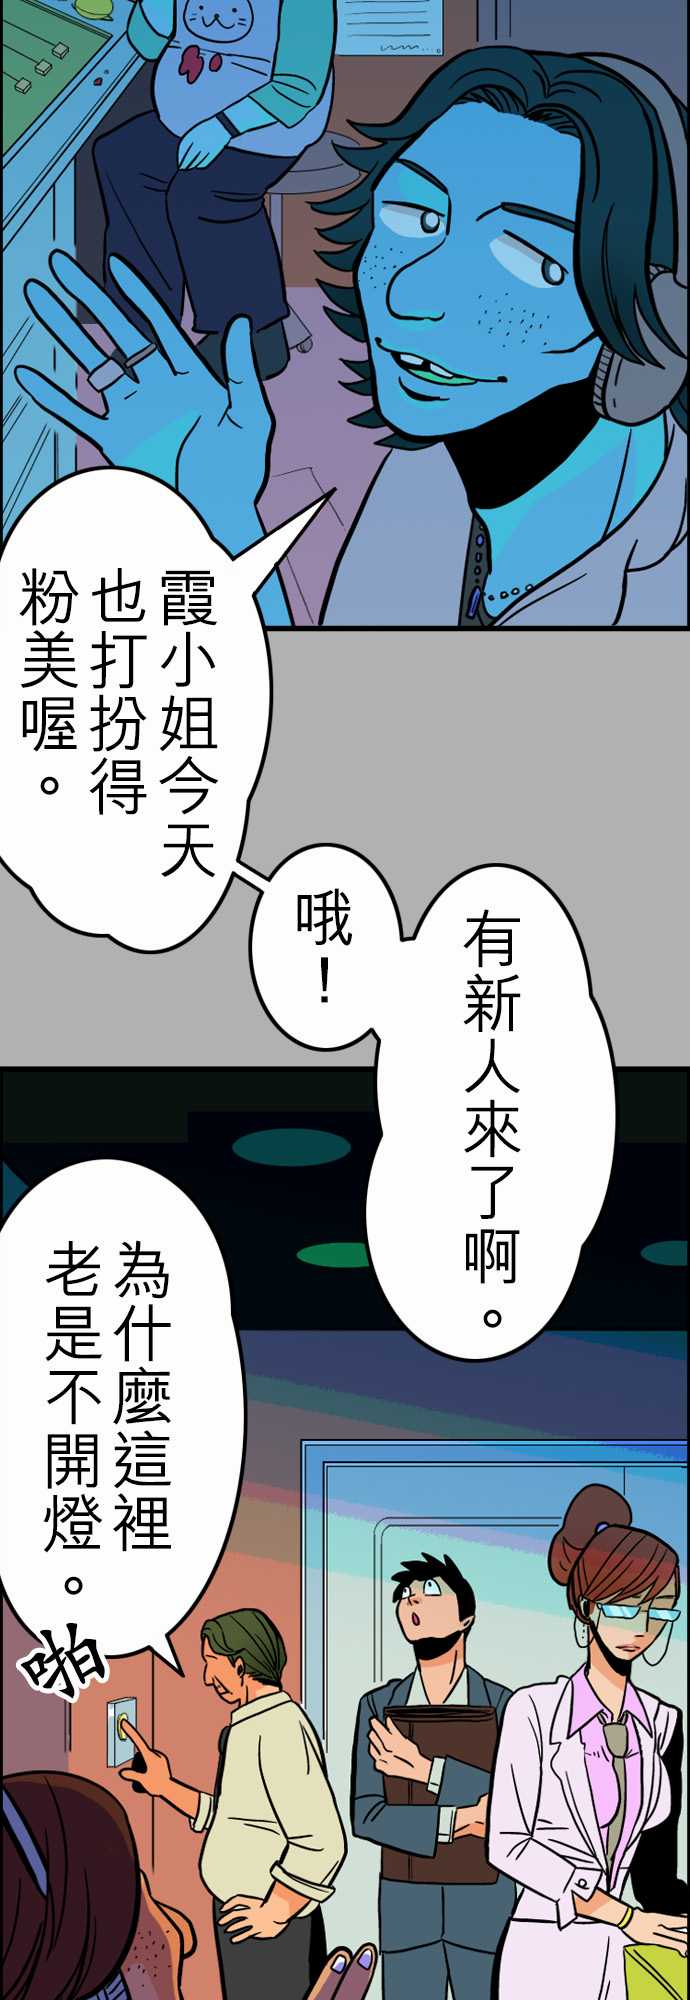 霞小姐今天
也打扮得
粉美喔。
哦！
有新人來了啊。
為什麼這裡
老是不開燈。
啪